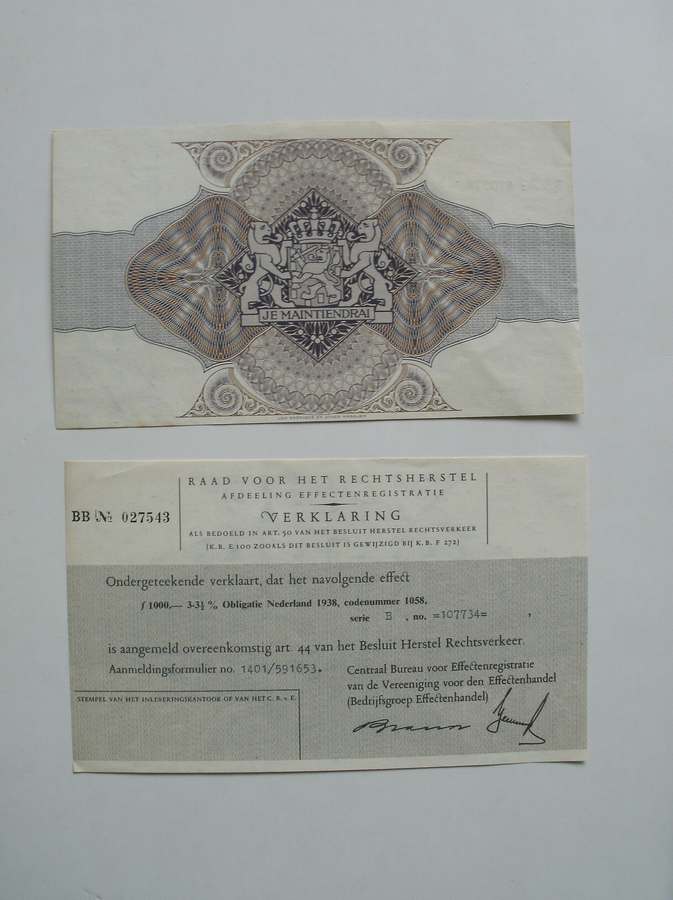 JE MAINTIENDRAI
RAAD VOOR HET RECHTSHERSTEL
AFDEELING EFFECTENREGISTRATIE
BB No 027543
VERKLARING
ALS BEDOELD IN ART. 50 VAN HET BESLUIT HERSTEL RECHTSVERKEER
(K.B. E 100 ZOOALS DIT BESLUIT IS GEWIJZIGD BIJ K.B. F 272)
Ondergeteekende verklaart, dat het navolgende effect
f 1000,— 3-3½ % Obligatie Nederland 1938, codenummer 1058,
serie B , no. =107734= ,
is aangemeld overeenkomstig art. 44 van het Besluit Herstel Rechtsverkeer.
Aanmeldingsformulier no. 1401/591653.
Centraal Bureau voor Effectenregistratie
van de Vereeniging voor den Effectenhandel
(Bedrijfsgroep Effectenhandel)
STEMPEL VAN HET INLEVERINGSKANTOOR OF VAN HET C.B. v. E.